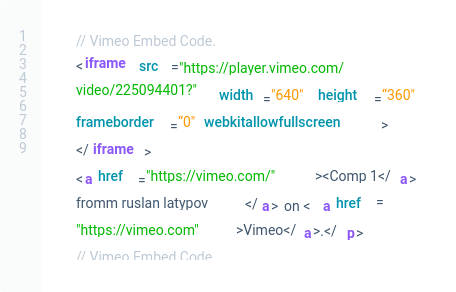 1
2
3
4
5
6
7
8
9
// Vimeo Embed Code.
<iframe src ="https://player.vimeo.com/
video/225094401?" width ="640" height ="360"
frameborder ="0" webkitallowfullscreen >
</ iframe >
<a href ="https://vimeo.com/" ><Comp 1</ a>
fromm ruslan latypov </ a> on < a href =
"https://vimeo.com" >Vimeo</ a>.</ p>
// Vimeo Embed Code